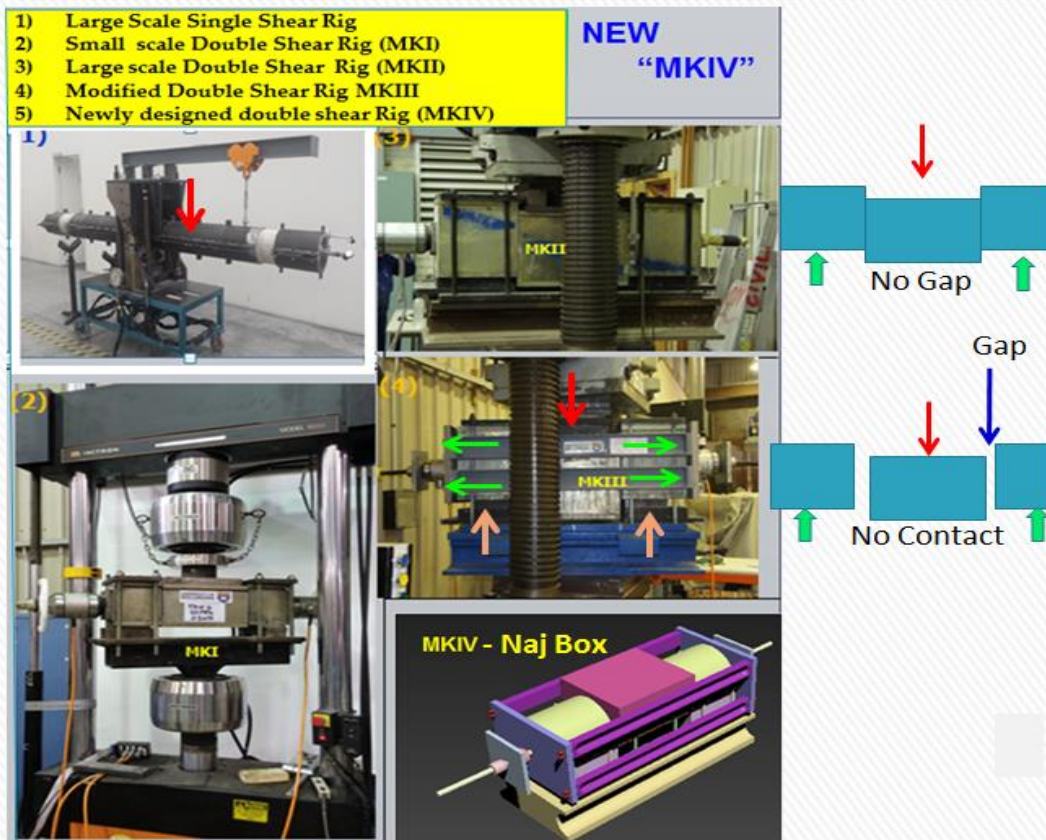 1) Large Scale Single Shear Rig
2) Small scale Double Shear Rig (MKI)
3) Large scale Double Shear Rig (MKII)
4) Modified Double Shear Rig MKIII
5) Newly designed double shear Rig (MKIV)
NEW
“MKIV”
1)
(3)
MKII
CIVIL
No Gap
Gap
(2)
INSTRON
(4)
MKIII
No Contact
MKI
MKIV - Naj Box